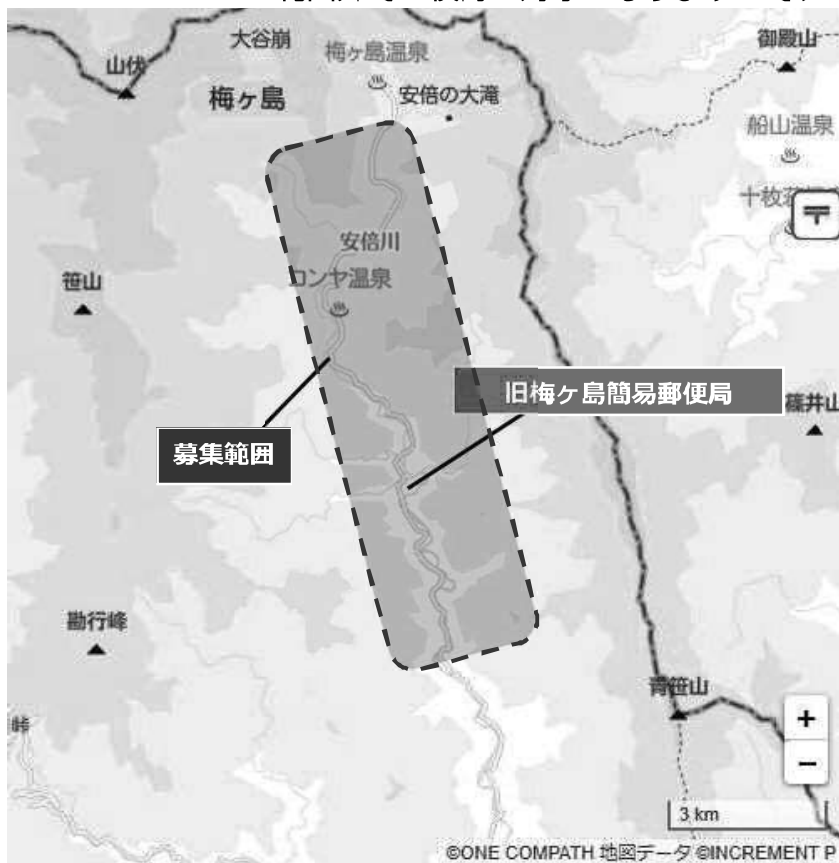 大谷崩
梅ヶ島温泉
御殿山
山伏
梅ヶ島
安倍の大滝
船山温泉
十枚
安倍川
コンヤ温泉
笹山
旧梅ヶ島簡易郵便局
篠井山
募集範囲
勘行峰
青笹山
峠
+
−
3 km
©ONE COMPATH 地図データ ©INCREMENT P